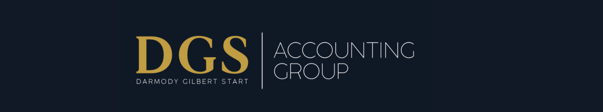 DGS
DARMODY GILBERT START
ACCOUNTING
GROUP